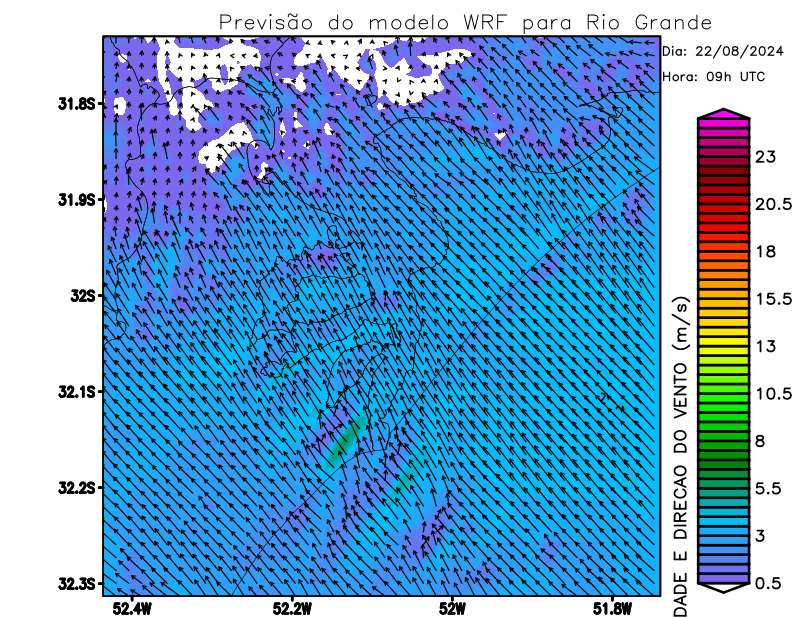 Previsão do modelo WRF para Rio Grande
Dia: 22/08/2024
Hora: 09h UTC
31.8S
31.9S
32S
32.1S
32.2S
32.3S
52.4W
52.2W
52W
51.8W
23
20.5
18
15.5
13
10.5
8
5.5
3
0.5
DADE E DIRECAO DO VENTO (m/s)